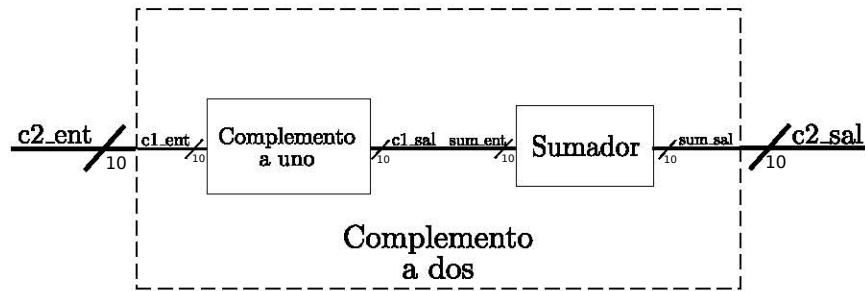 c2_ent
10
c1_ent
10
Complemento
a uno
c1_sal
10
sum_ent
10
Sumador
sum_sal
10
c2_sal
10
Complemento
a dos